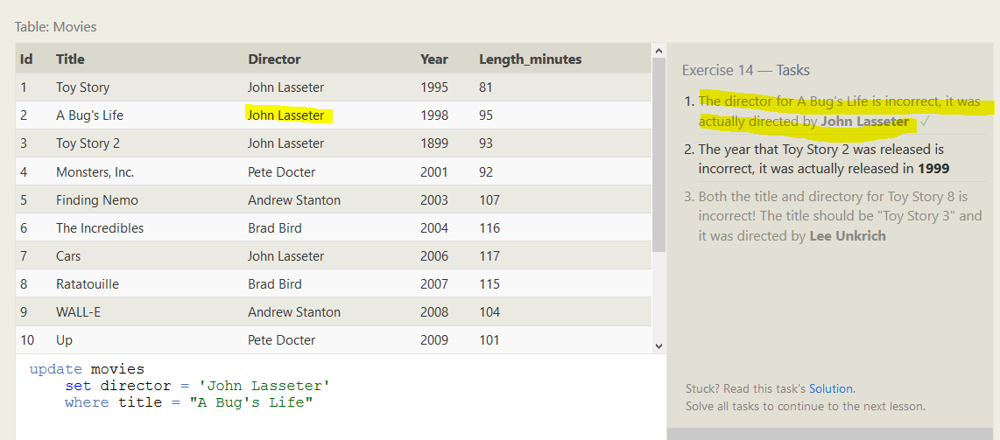 Table: Movies
Id Title Director Year Length_minutes
1 Toy Story John Lasseter 1995 81
2 A Bug's Life John Lasseter 1998 95
3 Toy Story 2 John Lasseter 1899 93
4 Monsters, Inc. Pete Docter 2001 92
5 Finding Nemo Andrew Stanton 2003 107
6 The Incredibles Brad Bird 2004 116
7 Cars John Lasseter 2006 117
8 Ratatouille Brad Bird 2007 115
9 WALL-E Andrew Stanton 2008 104
10 Up Pete Docter 2009 101
update movies
set director = 'John Lasseter'
where title = "A Bug's Life"
Exercise 14 — Tasks
1. The director for A Bug's Life is incorrect, it was
actually directed by John Lasseter ✓
2. The year that Toy Story 2 was released is
incorrect, it was actually released in 1999
3. Both the title and directory for Toy Story 8 is
incorrect! The title should be "Toy Story 3" and
it was directed by Lee Unkrich
Stuck? Read this task's Solution.
Solve all tasks to continue to the next lesson.